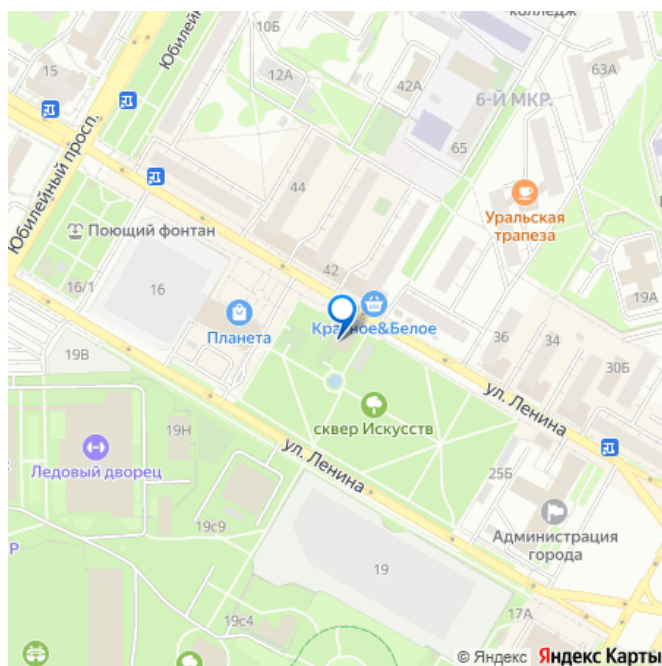 колледж
10Б
15
12А
42А
63А
Юбилейный
6-Й МКР.
65
44
Юбилейный просп.
Поющий фонтан
Уральская
трапеза
42
16/1
16
19А
Планета
Красное&Белое
36
34
30Б
19В
ул. Ленина
сквер Искусств
19Н
ул. Ленина
Ледовый дворец
25Б
19с9
Администрация
города
19
17А
19с4
© Яндекс Яндекс Карты